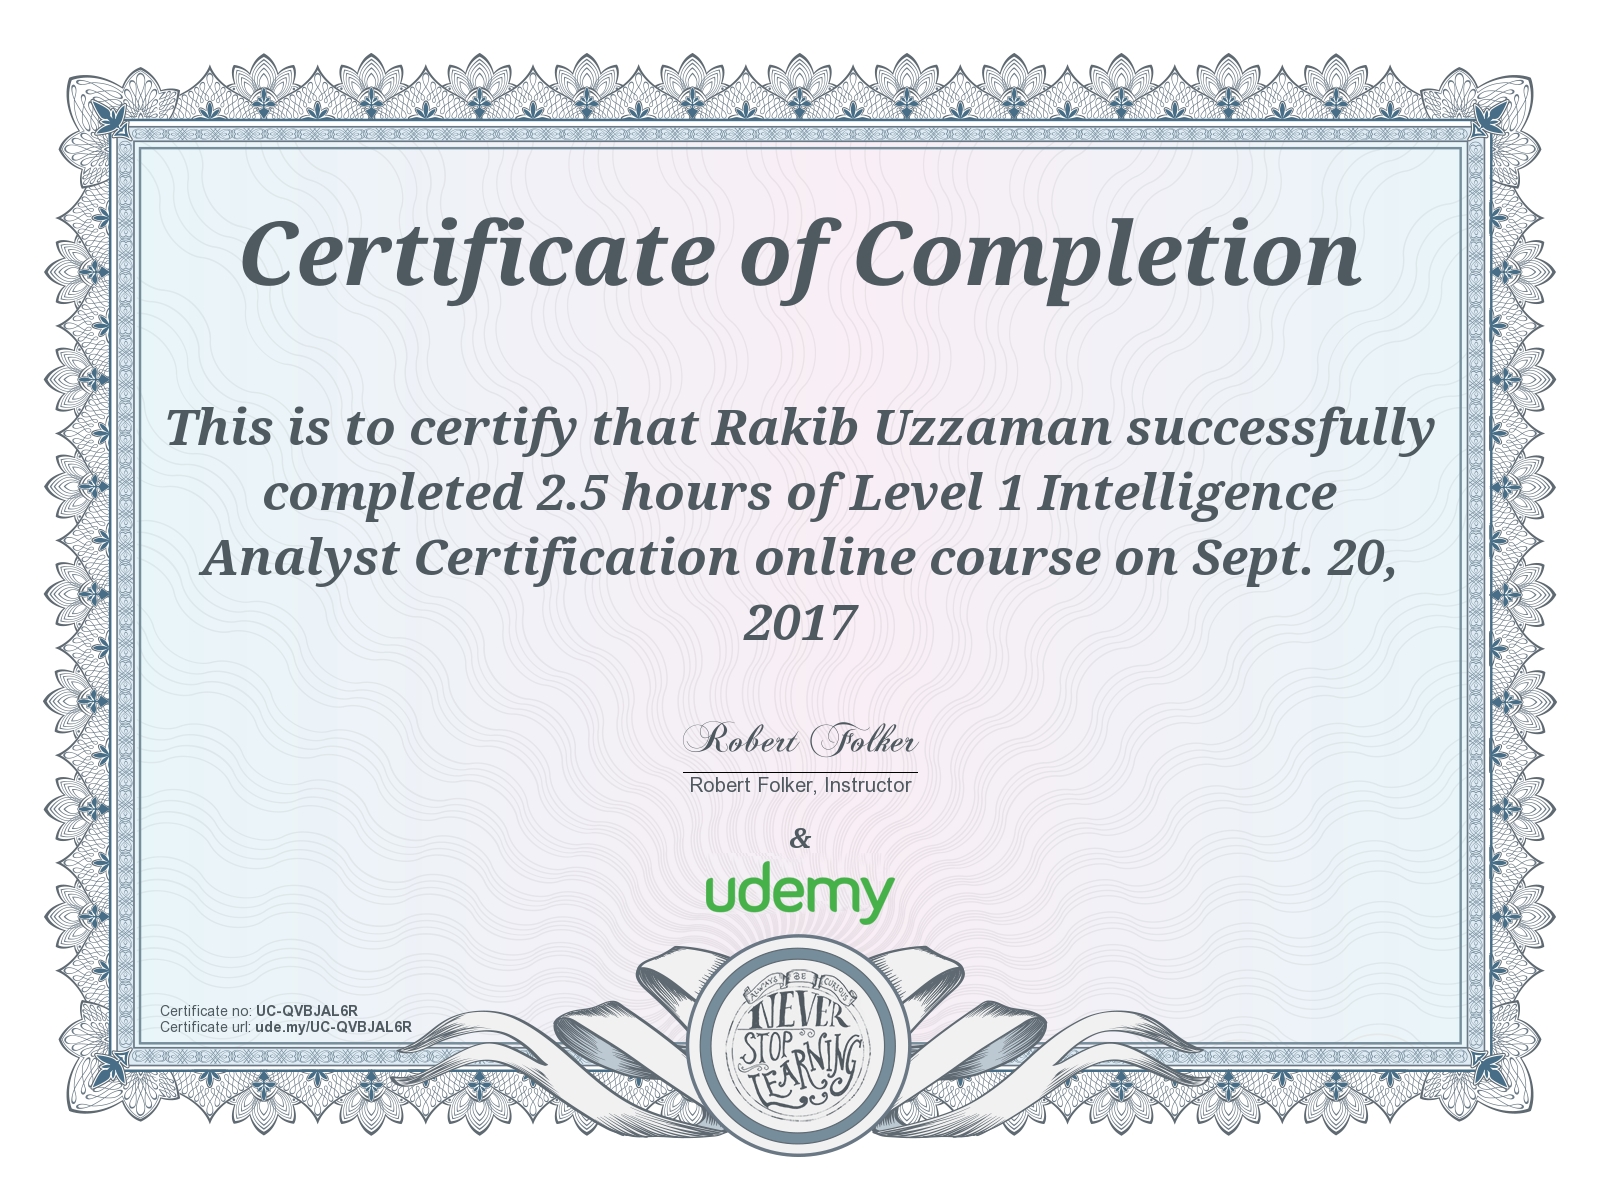 Certificate of Completion
This is to certify that Rakib Uzzaman successfully
completed 2.5 hours of Level 1 Intelligence
Analyst Certification online course on Sept. 20,
2017
Robert Folker
Robert Folker, Instructor
&
udemy
Certificate no: UC-QVBJAL6R
Certificate url: ude.my/UC-QVBJAL6R
ALWAYS BE CURIOUS
NEVER
STOP
LEARNING